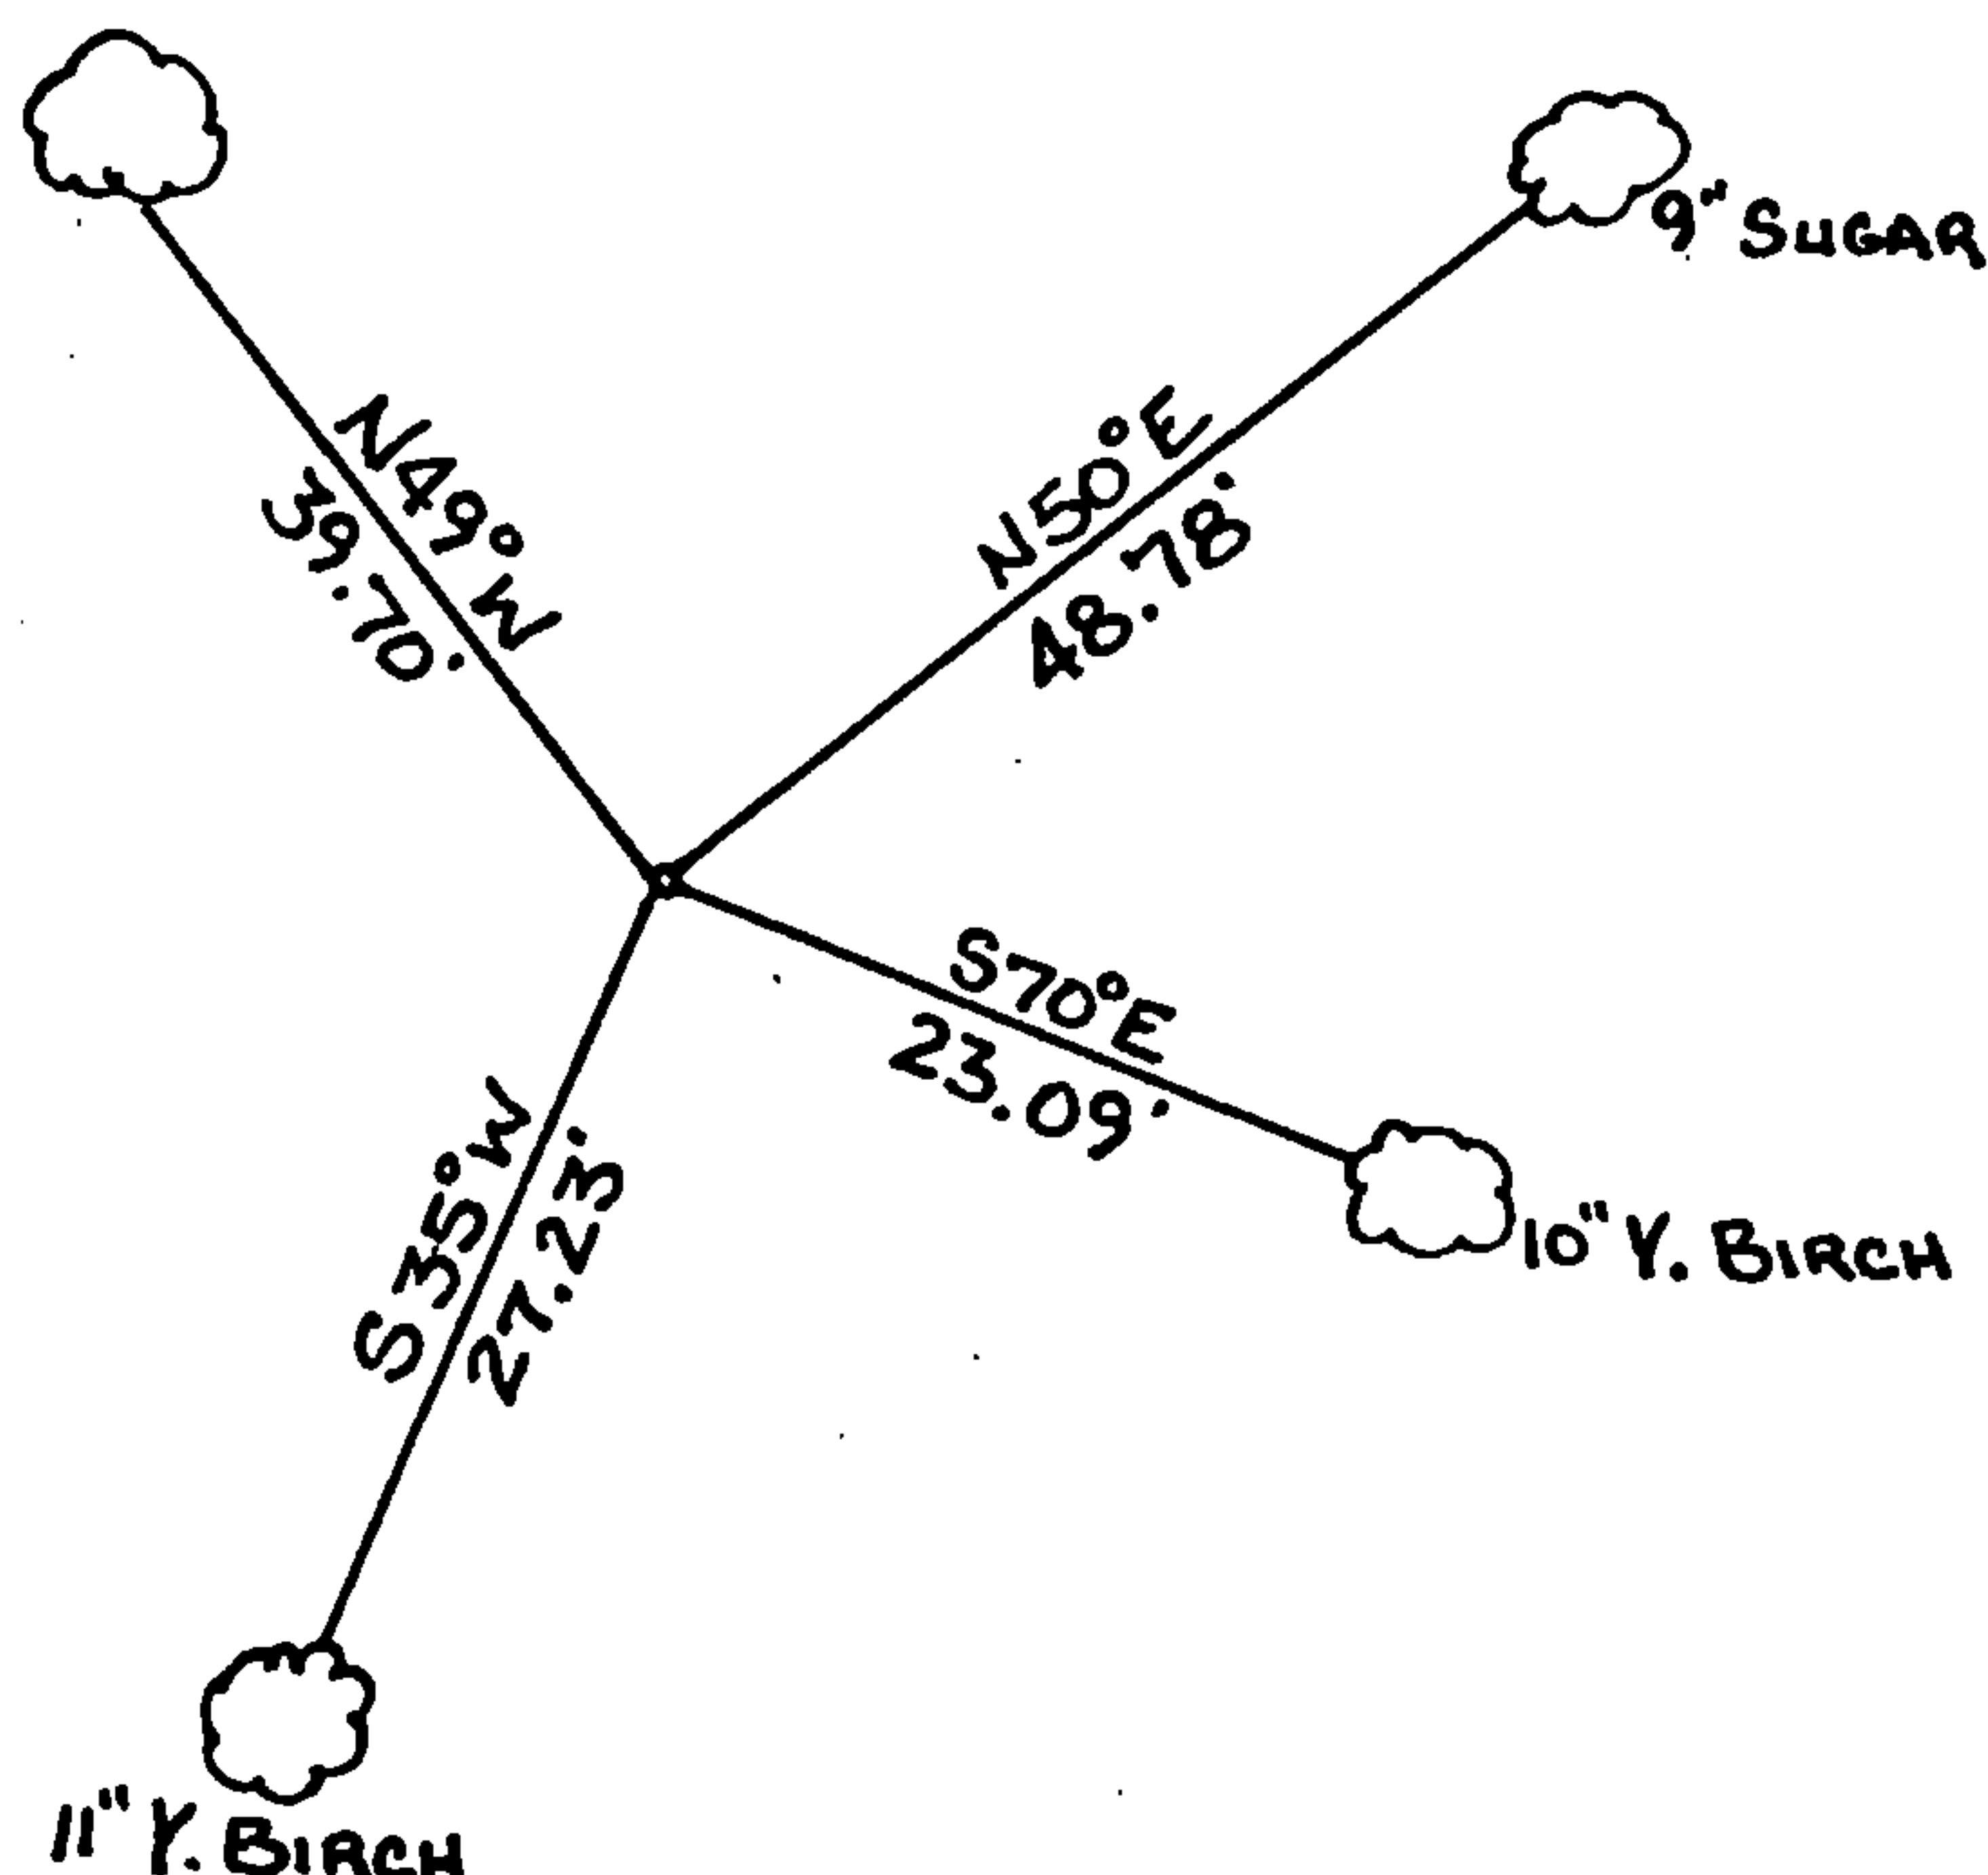 9" SUGAR
N49°W
39.70'
N50°E
48.78'
S70°E
23.09'
S35°W
27.23'
10" Y. BIRCH
11" Y. BIRCH